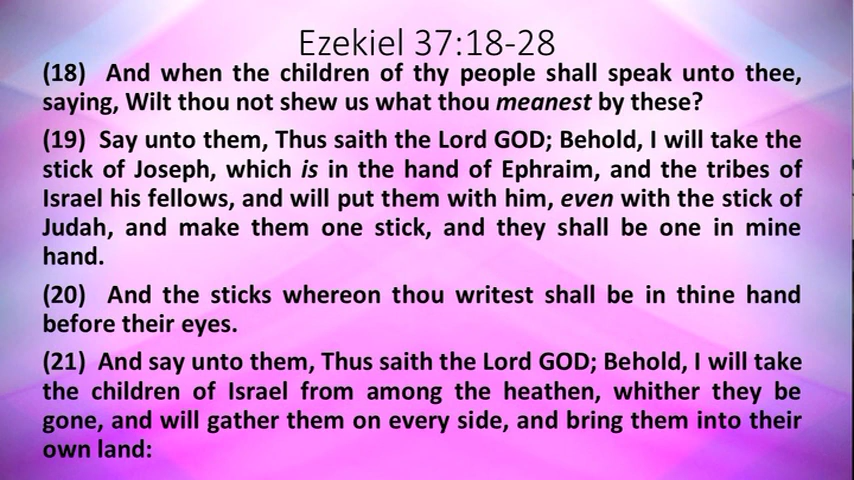 Ezekiel 37:18-28
(18) And when the children of thy people shall speak unto thee,
saying, Wilt thou not shew us what thou meanest by these?
(19) Say unto them, Thus saith the Lord GOD; Behold, I will take the
stick of Joseph, which is in the hand of Ephraim, and the tribes of
Israel his fellows, and will put them with him, even with the stick of
Judah, and make them one stick, and they shall be one in mine
hand.
(20) And the sticks whereon thou writest shall be in thine hand
before their eyes.
(21) And say unto them, Thus saith the Lord GOD; Behold, I will take
the children of Israel from among the heathen, whither they be
gone, and will gather them on every side, and bring them into their
own land: